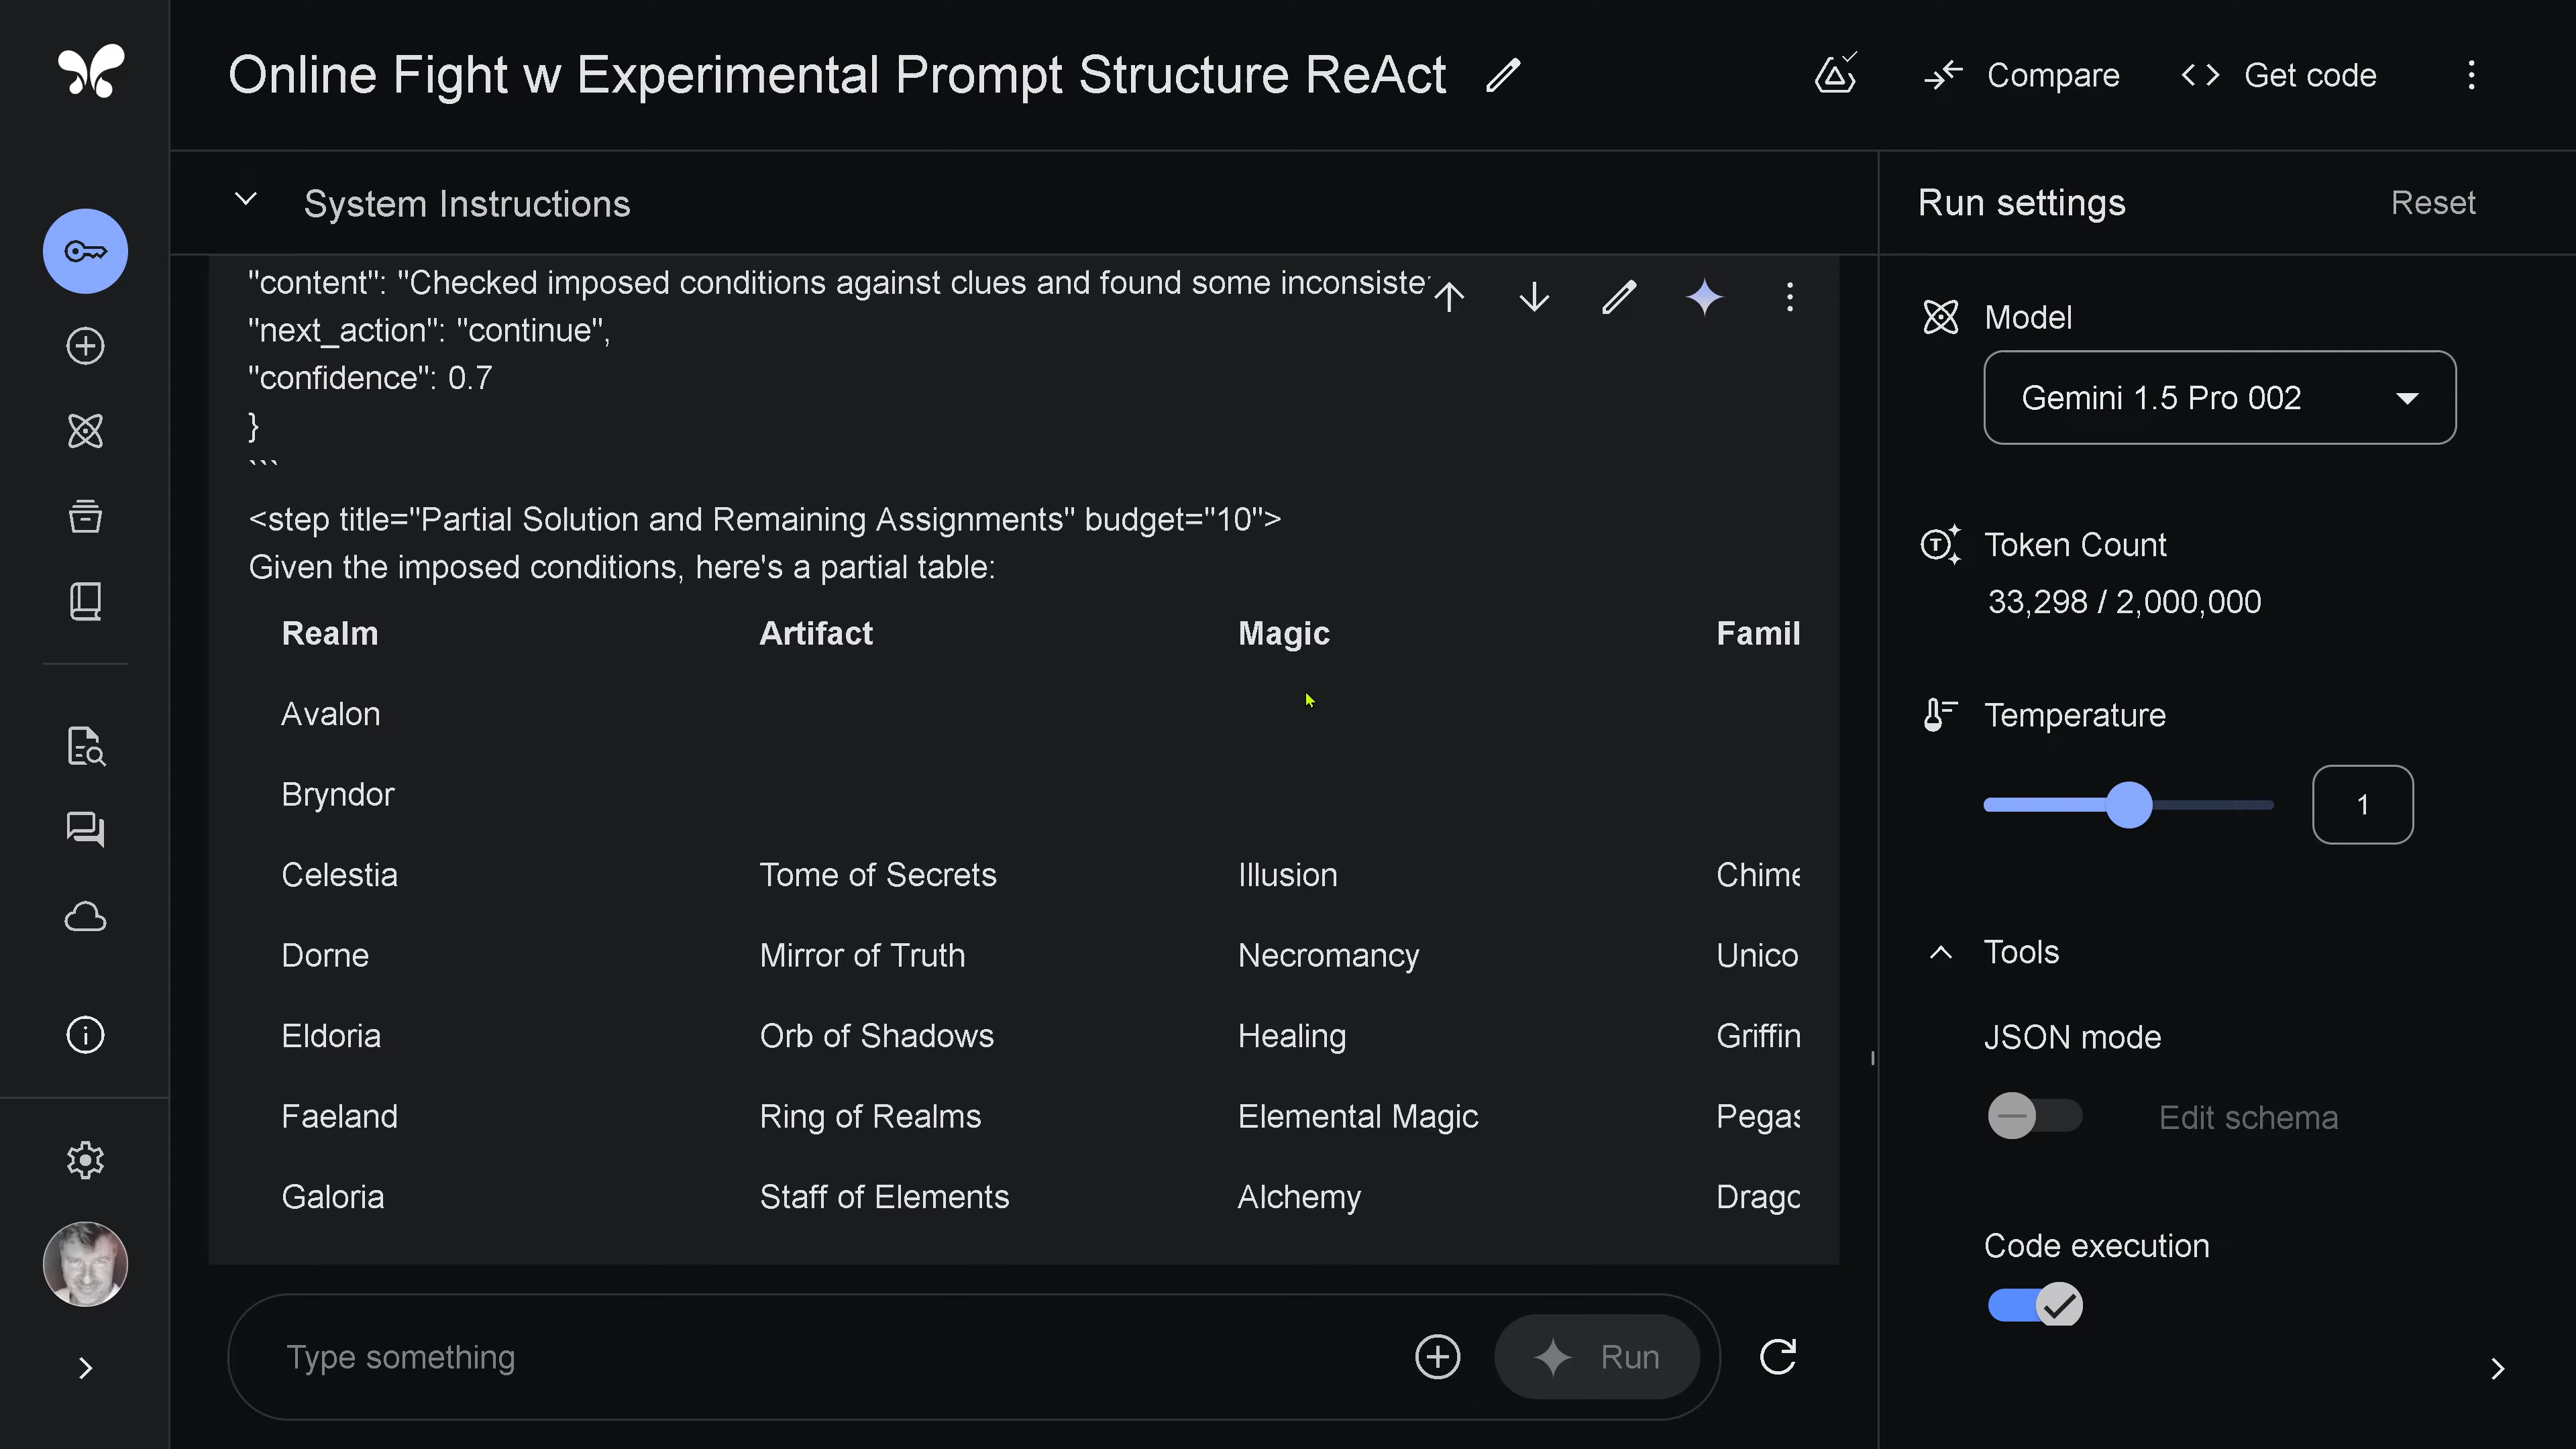 Online Fight w Experimental Prompt Structure ReAct
Compare
Get code
System Instructions
"content": "Checked imposed conditions against clues and found some
"next_action": "continue",
"confidence": 0.7
}
```
<step title="Partial Solution and Remaining Assignments" budget="10">
Given the imposed conditions, here's a partial table:
Realm Artifact Magic Famil
Avalon
Bryndor
Celestia Tome of Secrets Illusion Chime
Dorne Mirror of Truth Necromancy Unico
Eldoria Orb of Shadows Healing Griffin
Faeland Ring of Realms Elemental Magic Pegas
Galoria Staff of Elements Alchemy Drago
Type something
Run
Run settings
Reset
Model
Gemini 1.5 Pro 002
Token Count
33,298 / 2,000,000
Temperature
1
Tools
JSON mode
Edit schema
Code execution